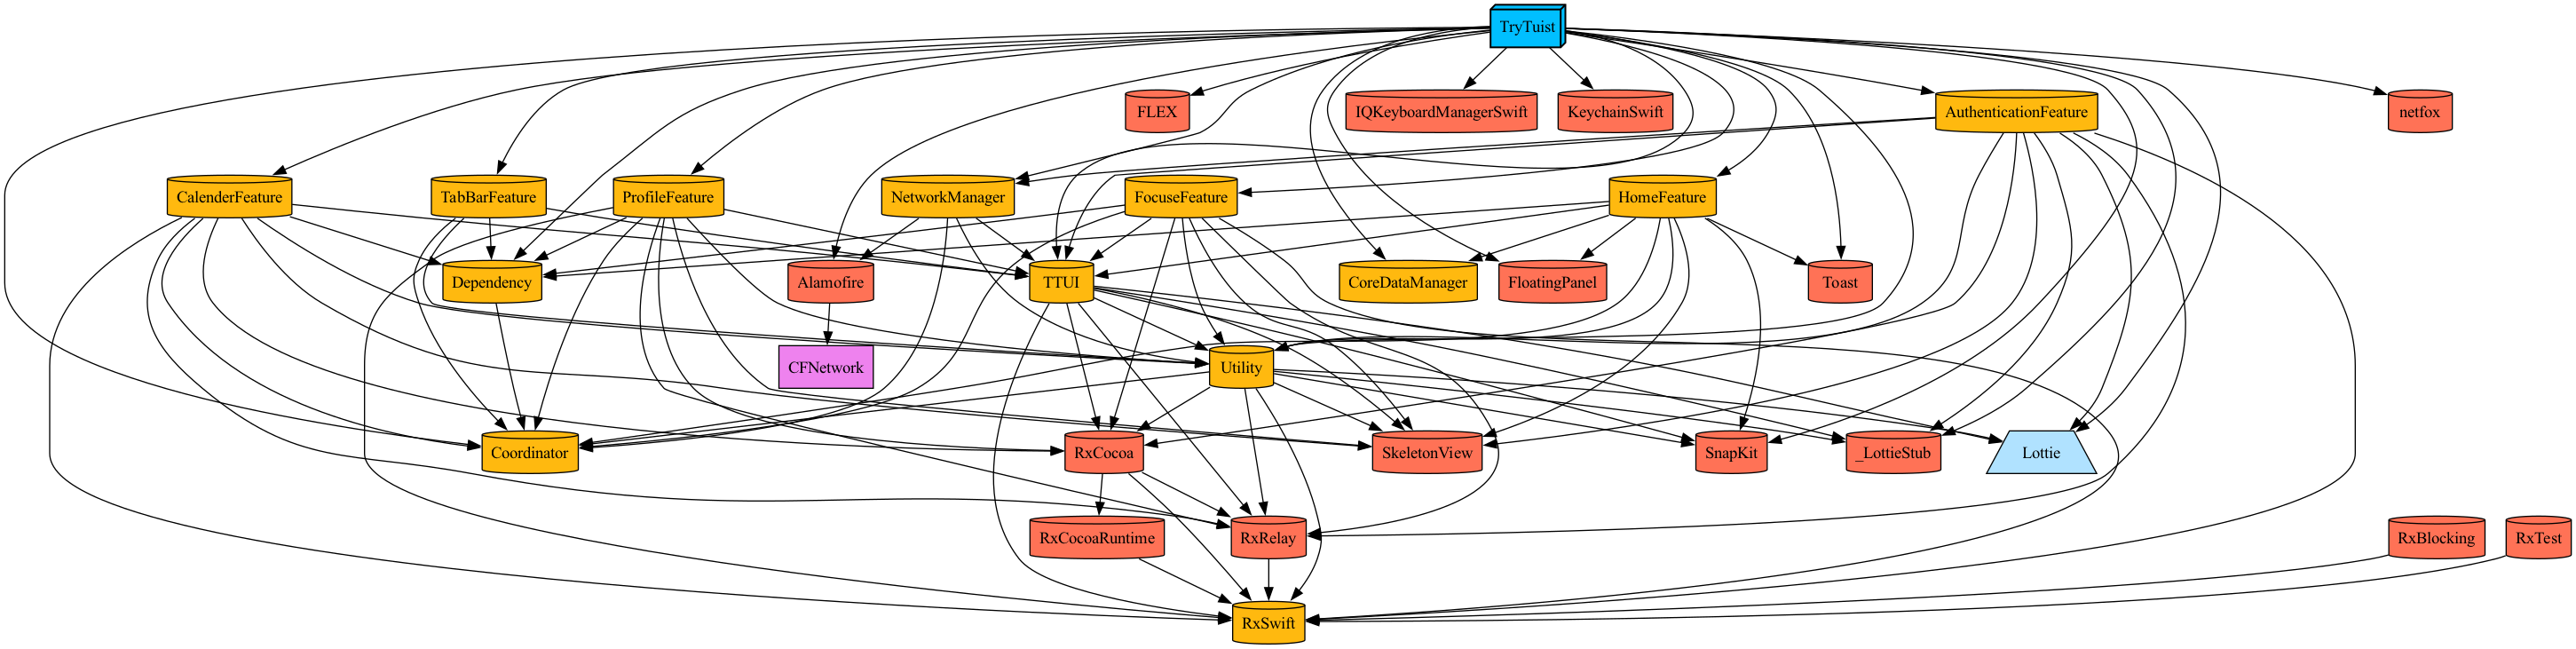 TryTuist
FLEX
IQKeyboardManagerSwift
KeychainSwift
AuthenticationFeature
netfox
CalenderFeature
TabBarFeature
ProfileFeature
NetworkManager
FocuseFeature
HomeFeature
Dependency
Alamofire
TTUI
CoreDataManager
FloatingPanel
Toast
CFNetwork
Utility
Coordinator
RxCocoa
SkeletonView
SnapKit
_LottieStub
Lottie
RxCocoaRuntime
RxRelay
RxBlocking
RxTest
RxSwift